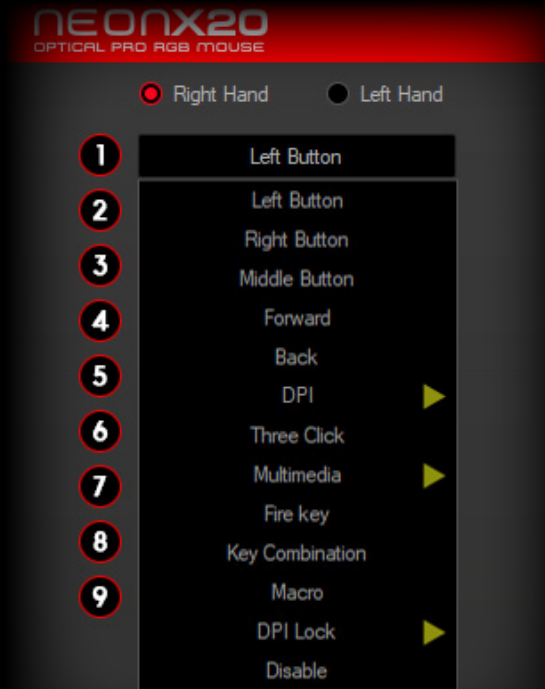 NEONX20
OPTICAL PRO RGB MOUSE
Right Hand Left Hand
1 Left Button
2 Left Button
Right Button
3 Middle Button
4 Forward
Back
5 DPI
6 Three Click
7 Multimedia
Fire key
8 Key Combination
9 Macro
DPI Lock
Disable